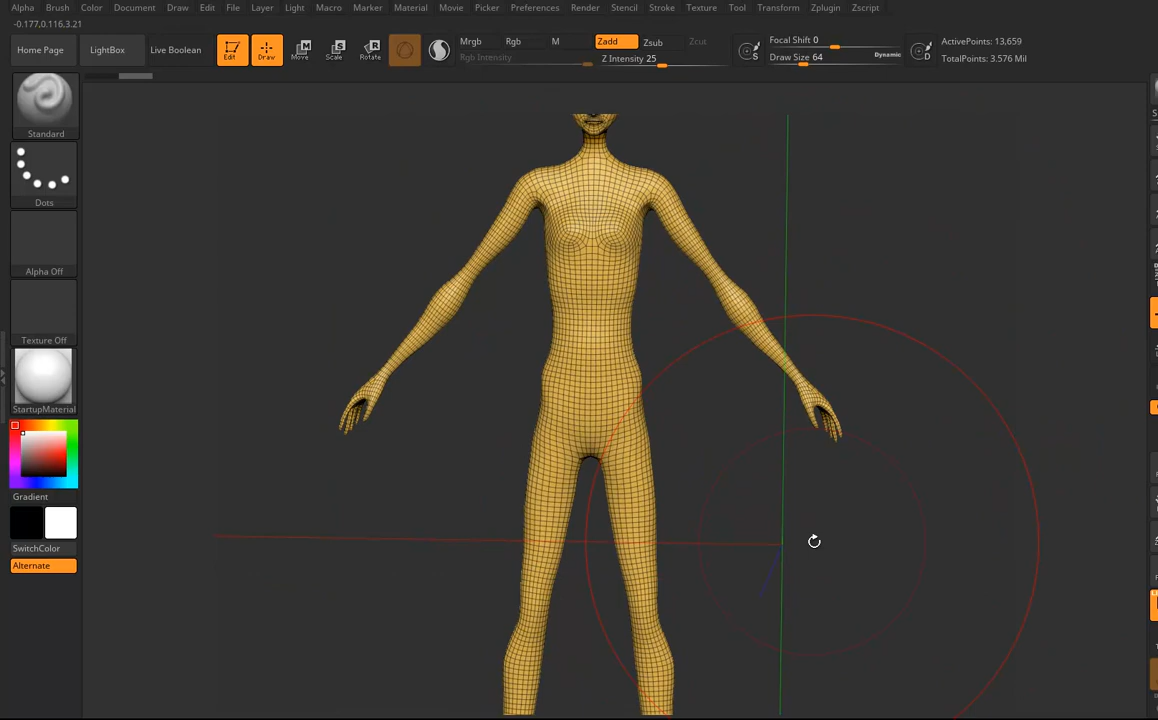 Alpha Brush Color Document Draw Edit File Layer Light Macro Marker Material Movie Picker Preferences Render Stencil Stroke Texture Tool Transform Zplugin Zscript
-0.177,0.116,3.21
Home Page LightBox Live Boolean Edit Draw Move Scale Rotate
Mrgb Rgb M Zadd Zsub Zcut
Rgb Intensity Z Intensity 25
Focal Shift 0
Draw Size 64 Dynamic
ActivePoints: 13,659
TotalPoints: 3.576 Mil
Standard
Dots
Alpha Off
Texture Off
StartupMaterial
Gradient
SwitchColor
Alternate